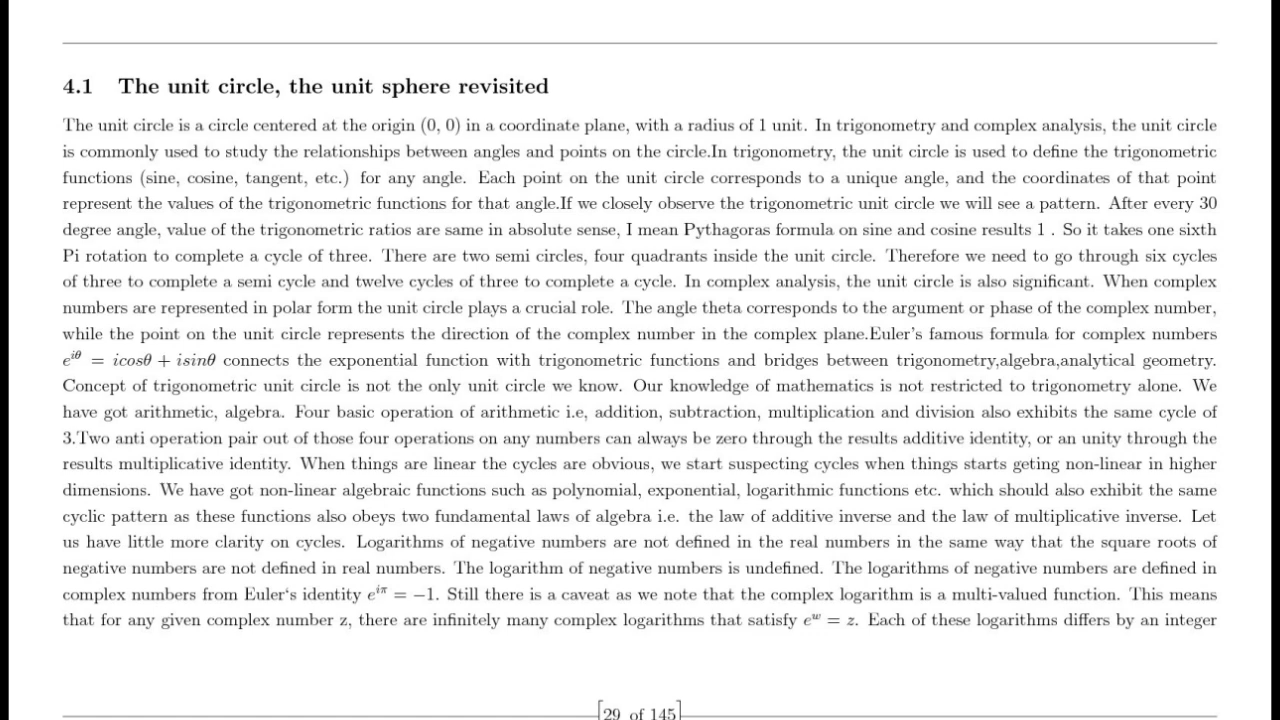 4.1 The unit circle, the unit sphere revisited
The unit circle is a circle centered at the origin (0, 0) in a coordinate plane, with a radius of 1 unit. In trigonometry and complex analysis, the unit circle
is commonly used to study the relationships between angles and points on the circle.In trigonometry, the unit circle is used to define the trigonometric
functions (sine, cosine, tangent, etc.) for any angle. Each point on the unit circle corresponds to a unique angle, and the coordinates of that point
represent the values of the trigonometric functions for that angle.If we closely observe the trigonometric unit circle we will see a pattern. After every 30
degree angle, value of the trigonometric ratios are same in absolute sense, I mean Pythagoras formula on sine and cosine results 1 . So it takes one sixth
Pi rotation to complete a cycle of three. There are two semi circles, four quadrants inside the unit circle. Therefore we need to go through six cycles
of three to complete a semi cycle and twelve cycles of three to complete a cycle. In complex analysis, the unit circle is also significant. When complex
numbers are represented in polar form the unit circle plays a crucial role. The angle theta corresponds to the argument or phase of the complex number,
while the point on the unit circle represents the direction of the complex number in the complex plane.Euler's famous formula for complex numbers
e^{iθ} = icosθ + isinθ connects the exponential function with trigonometric functions and bridges between trigonometry,algebra,analytical geometry.
Concept of trigonometric unit circle is not the only unit circle we know. Our knowledge of mathematics is not restricted to trigonometry alone. We
have got arithmetic, algebra. Four basic operation of arithmetic i.e, addition, subtraction, multiplication and division also exhibits the same cycle of
3.Two anti operation pair out of those four operations on any numbers can always be zero through the results additive identity, or an unity through the
results multiplicative identity. When things are linear the cycles are obvious, we start suspecting cycles when things starts geting non-linear in higher
dimensions. We have got non-linear algebraic functions such as polynomial, exponential, logarithmic functions etc. which should also exhibit the same
cyclic pattern as these functions also obeys two fundamental laws of algebra i.e. the law of additive inverse and the law of multiplicative inverse. Let
us have little more clarity on cycles. Logarithms of negative numbers are not defined in the real numbers in the same way that the square roots of
negative numbers are not defined in real numbers. The logarithm of negative numbers is undefined. The logarithms of negative numbers are defined in
complex numbers from Euler‘s identity e^{iπ} = −1. Still there is a caveat as we note that the complex logarithm is a multi-valued function. This means
that for any given complex number z, there are infinitely many complex logarithms that satisfy e^w = z. Each of these logarithms differs by an integer
[29 of 145]